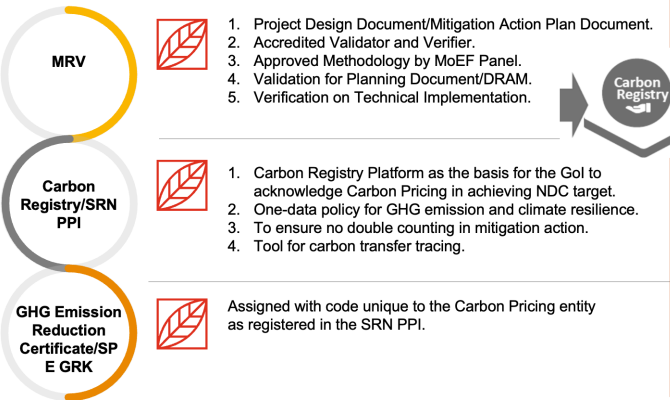 MRV
1. Project Design Document/Mitigation Action Plan Document.
2. Accredited Validator and Verifier.
3. Approved Methodology by MoEF Panel.
4. Validation for Planning Document/DRAM.
5. Verification on Technical Implementation.
Carbon
Registry
Carbon
Registry/SRN
PPI
1. Carbon Registry Platform as the basis for the GoI to
acknowledge Carbon Pricing in achieving NDC target.
2. One-data policy for GHG emission and climate resilience.
3. To ensure no double counting in mitigation action.
4. Tool for carbon transfer tracing.
GHG Emission
Reduction
Certificate/SP
E GRK
Assigned with code unique to the Carbon Pricing entity
as registered in the SRN PPI.